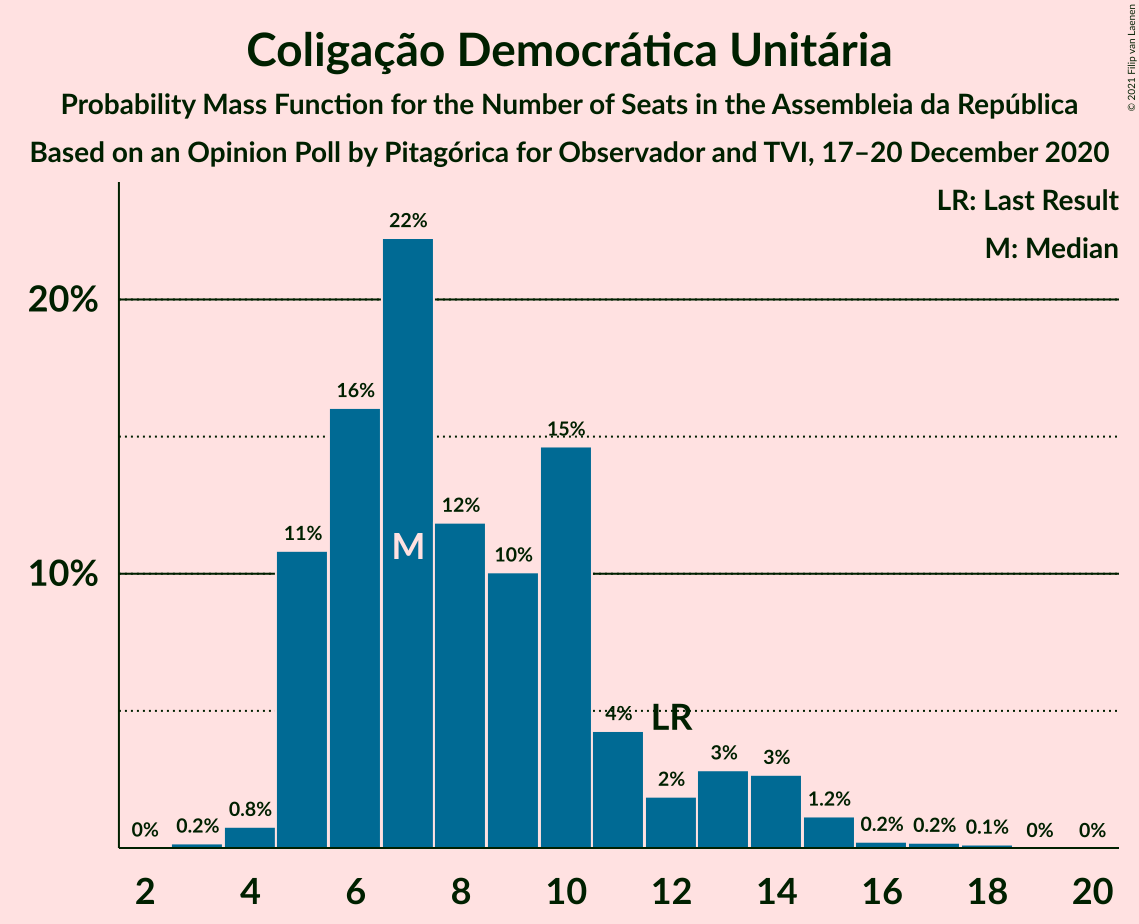 Coligação Democrática Unitária
Probability Mass Function for the Number of Seats in the Assembleia da República
Based on an Opinion Poll by Pitagórica for Observador and TVI, 17–20 December 2020
© 2021 Filip van Laenen
LR: Last Result
M: Median
20%
10%
0%
0.2%
0.8%
11%
16%
22%
12%
10%
15%
4%
2%
3%
3%
1.2%
0.2%
0.2%
0.1%
0%
0%
M
LR
2 4 6 8 10 12 14 16 18 20